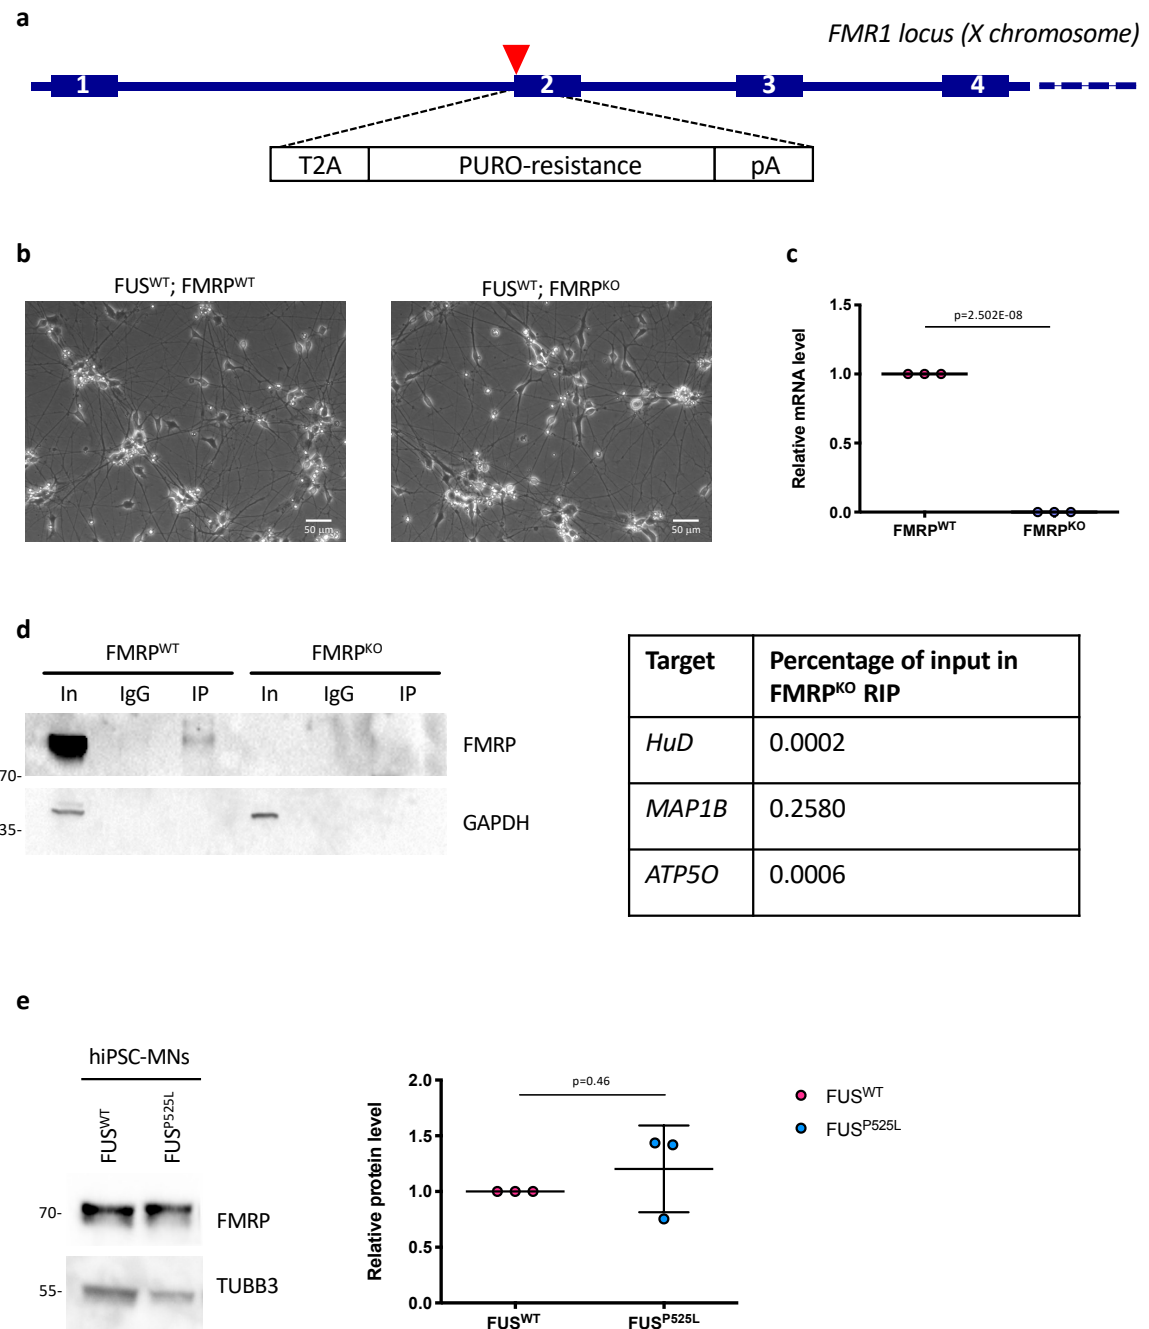 a
FMR1 locus (X chromosome)
1
2
3
4
T2A
PURO-resistance
pA
b
FUSWT; FMRPWT
FUSWT; FMRPKO
50 µm
50 µm
c
1.5
1.0
0.5
0.0
Relative mRNA level
p=2.502E-08
FMRPWT
FMRPKO
d
FMRPWT
FMRPKO
In
IgG
IP
In
IgG
IP
FMRP
70-
GAPDH
35-
Target
Percentage of input in
FMRPKO RIP
HuD
0.0002
MAP1B
0.2580
ATP5O
0.0006
e
hiPSC-MNs
FUSWT
FUSP525L
70-
FMRP
55-
TUBB3
2.0
1.5
1.0
0.5
0.0
Relative protein level
p=0.46
FUSWT
FUSP525L
FUSWT
FUSP525L